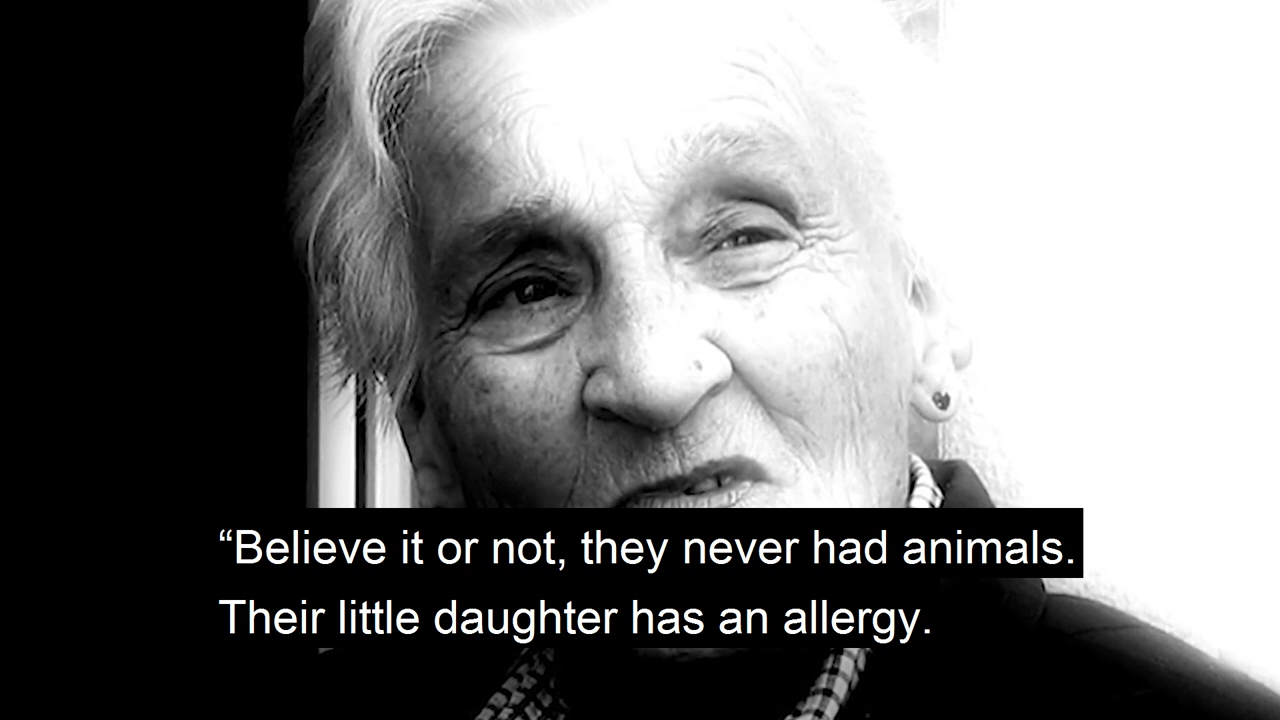 “Believe it or not, they never had animals.
Their little daughter has an allergy.